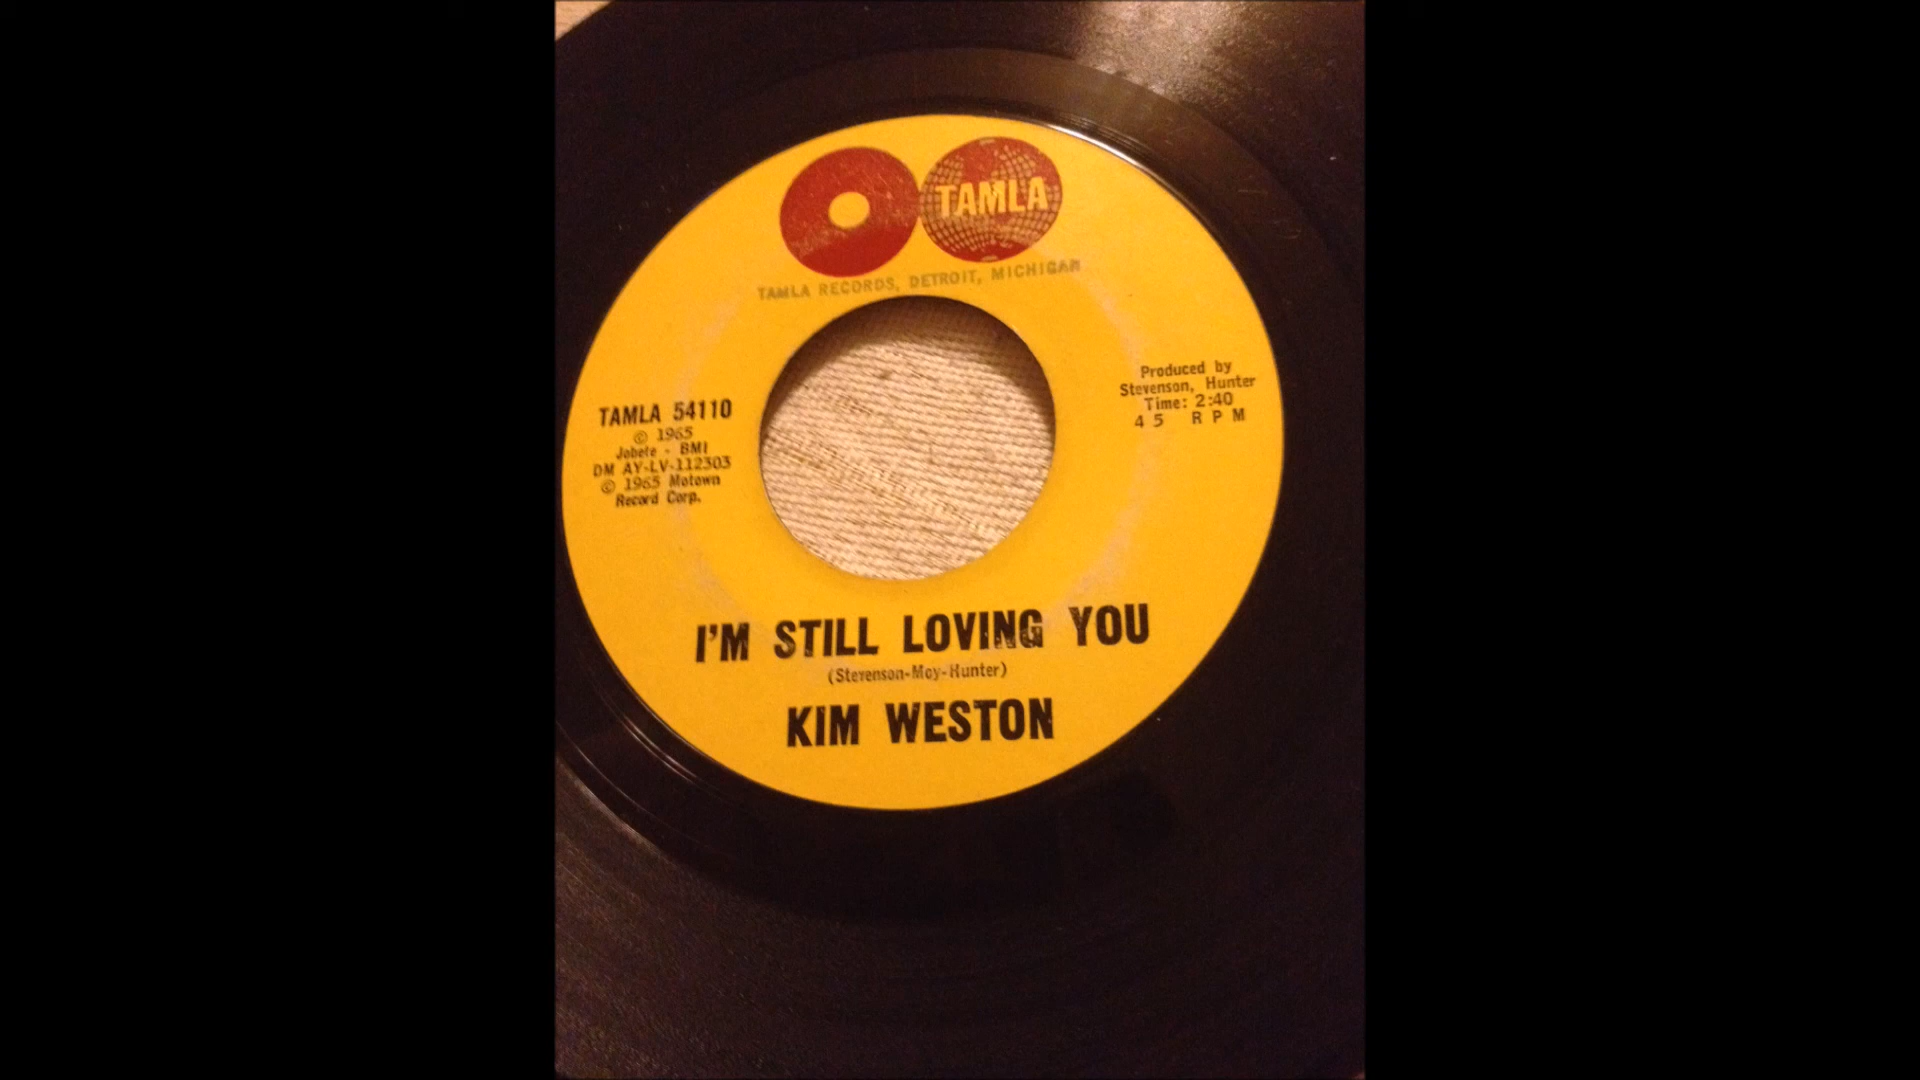 TAMLA
TAMLA RECORDS, DETROIT, MICHIGAN
TAMLA 54110
© 1965
Jobete - BMI
DM AY-LV-112303
© 1965 Motown
Record Corp.
Produced by
Stevenson, Hunter
Time: 2:40
45 RPM
I'M STILL LOVING YOU
(Stevenson-Moy-Hunter)
KIM WESTON